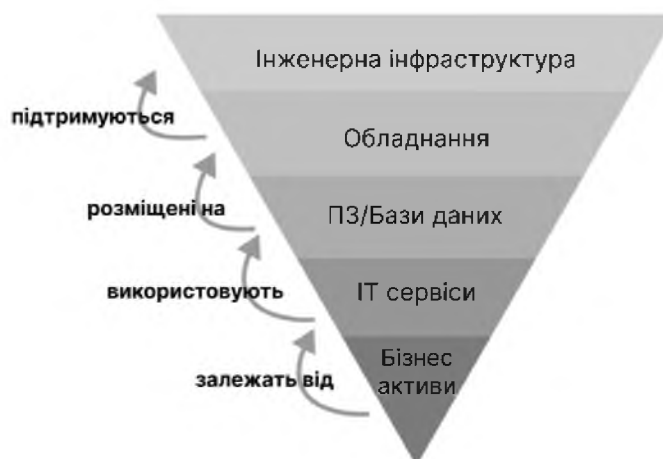 Інженерна інфраструктура
підтримуються
Обладнання
розміщені на
ПЗ/Бази даних
використовують
ІТ сервіси
залежать від
Бізнес
активи